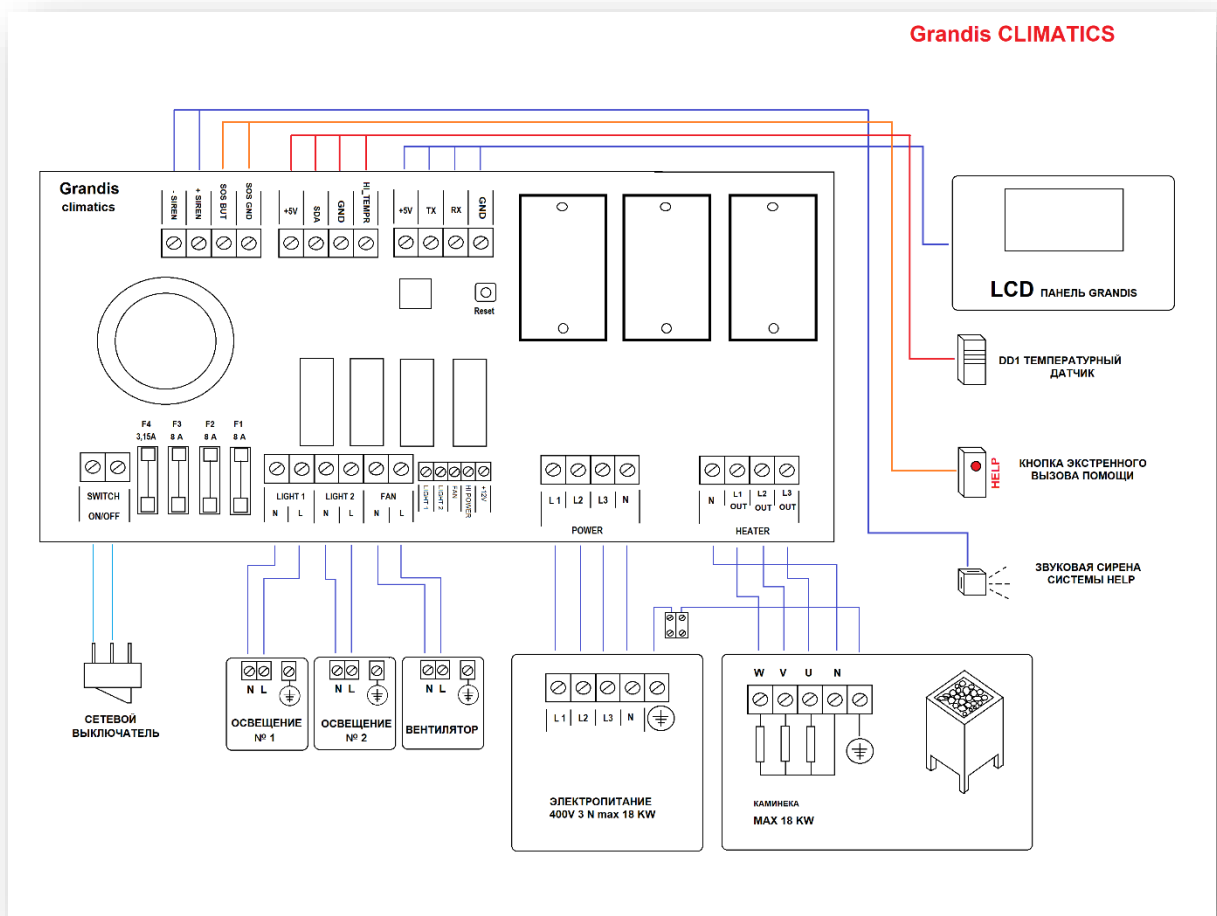 Grandis CLIMATICS
Grandis
climatics
- SIREN
+ SIREN
SOS BUT
SOS GND
+5V
SDA
GND
HI_TEMPR
+5V
TX
RX
GND
Reset
LCD ПАНЕЛЬ GRANDIS
DD1 ТЕМПЕРАТУРНЫЙ
ДАТЧИК
HELP
КНОПКА ЭКСТРЕННОГО
ВЫЗОВА ПОМОЩИ
ЗВУКОВАЯ СИРЕНА
СИСТЕМЫ HELP
F4 F3 F2 F1
3,15A 8 A 8 A 8 A
SWITCH
ON/OFF
LIGHT 1 LIGHT 2 FAN
N L N L N L
LIGHT 1
LIGHT 2
FAN
HI POWER
+12V
L 1 L2 L3 N
POWER
N L1 OUT L2 OUT L3 OUT
HEATER
СЕТЕВОЙ
ВЫКЛЮЧАТЕЛЬ
N L
ОСВЕЩЕНИЕ
№ 1
N L
ОСВЕЩЕНИЕ
№ 2
N L
ВЕНТИЛЯТОР
L 1 L2 L3 N
ЭЛЕКТРОПИТАНИЕ
400V 3 N max 18 KW
W V U N
КАМИНЕКА
MAX 18 KW